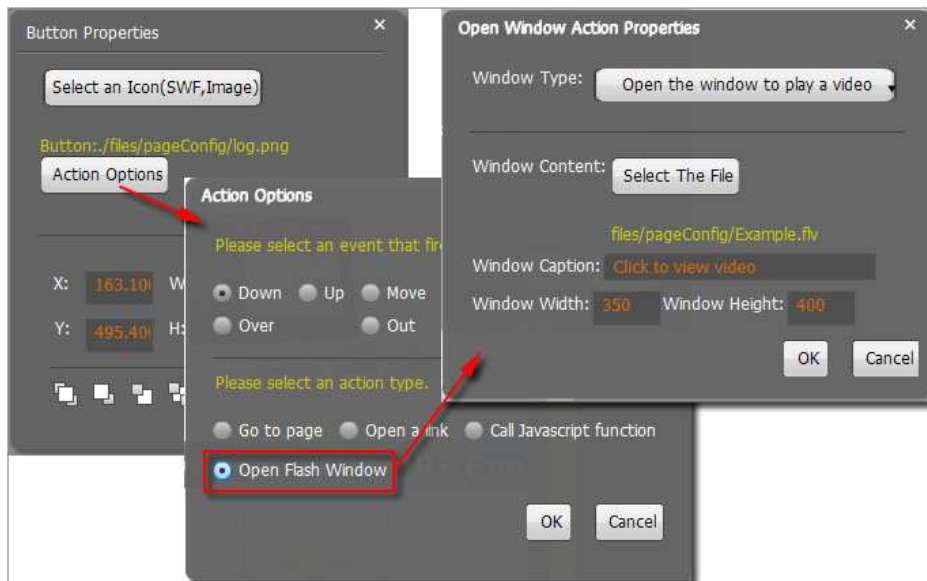 Button Properties
Select an Icon(SWF,Image)
Button:./files/pageConfig/log.png
Action Options
X: 163.10 W
Y: 495.40 H:
Action Options
Please select an event that fir
Down Up Move
Over Out
Please select an action type.
Go to page Open a link Call Javascript function
Open Flash Window
OK Cancel
Open Window Action Properties
Window Type: Open the window to play a video
Window Content: Select The File
files/pageConfig/Example.flv
Window Caption: Click to view video
Window Width: 350 Window Height: 400
OK Cancel